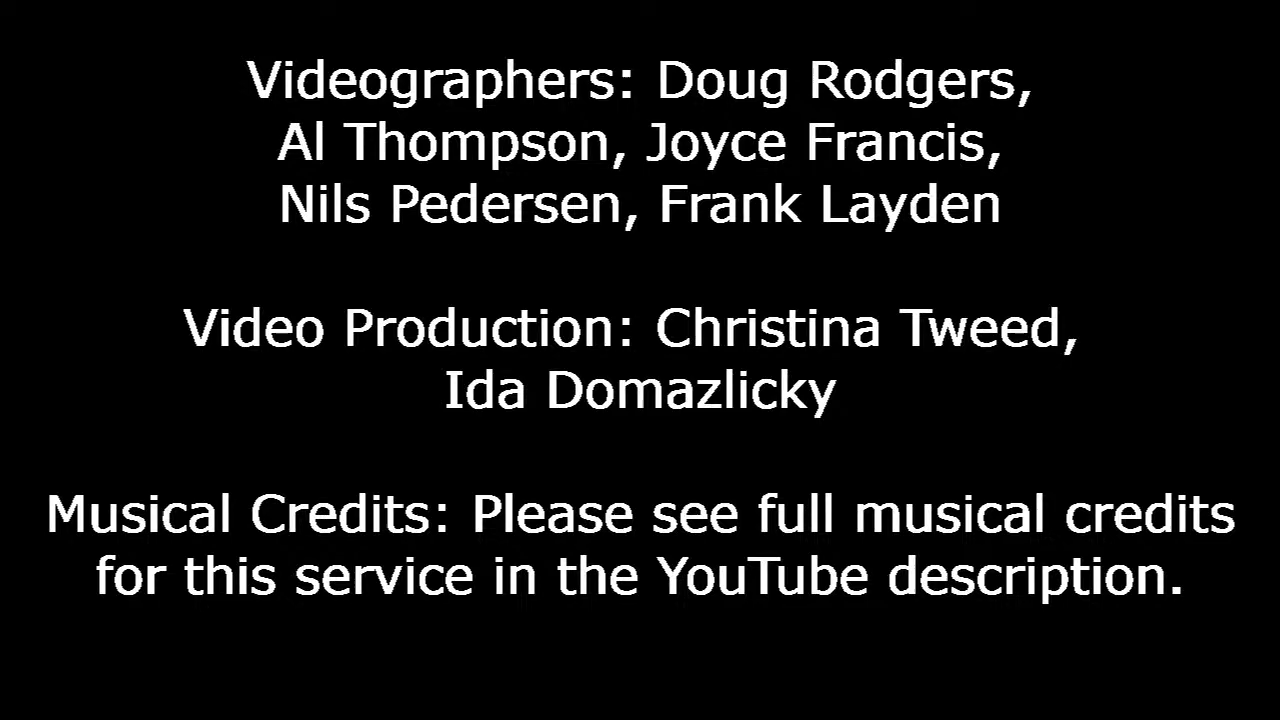 Videographers: Doug Rodgers,
Al Thompson, Joyce Francis,
Nils Pedersen, Frank Layden
Video Production: Christina Tweed,
Ida Domazlicky
Musical Credits: Please see full musical credits
for this service in the YouTube description.